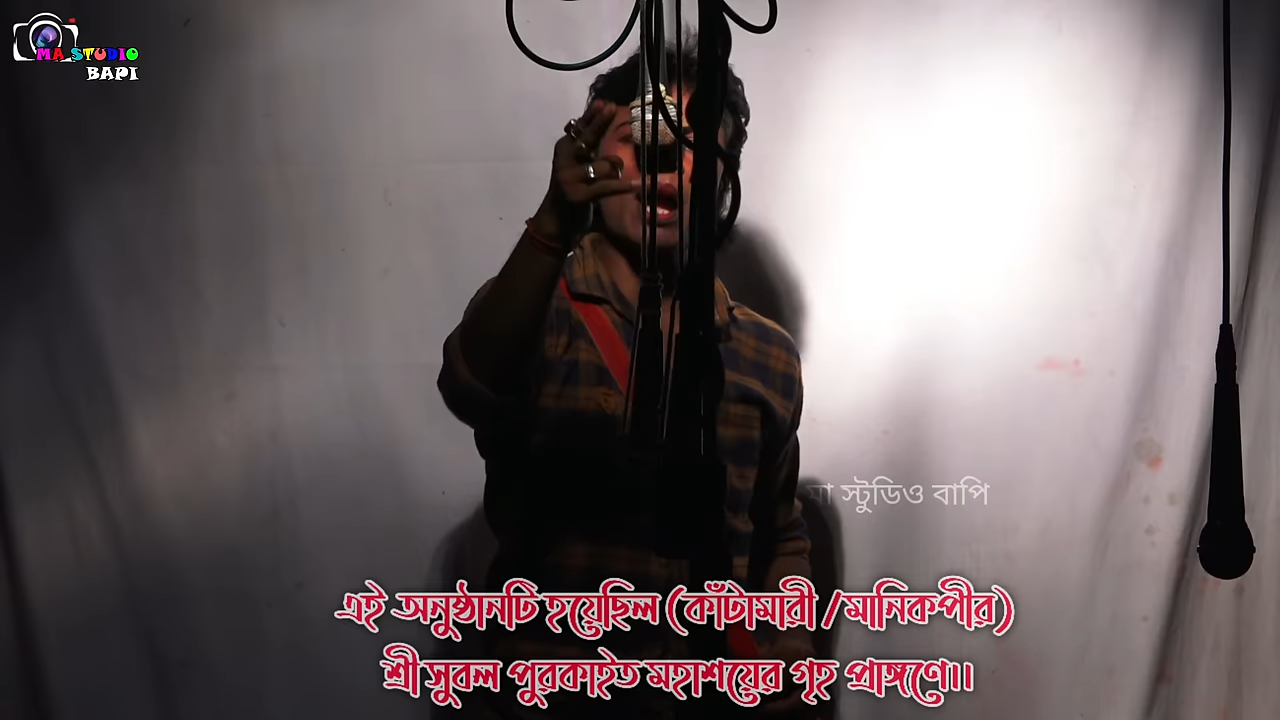 MA STUDIO
BAPI
মা স্টুডিও বাপি
এই অনুষ্ঠানটি হয়েছিল (কাঁটামারী /মানিকপীর)
শ্রী সুবল পুরকাইত মহাশয়ের গৃহ প্রাঙ্গণে।।